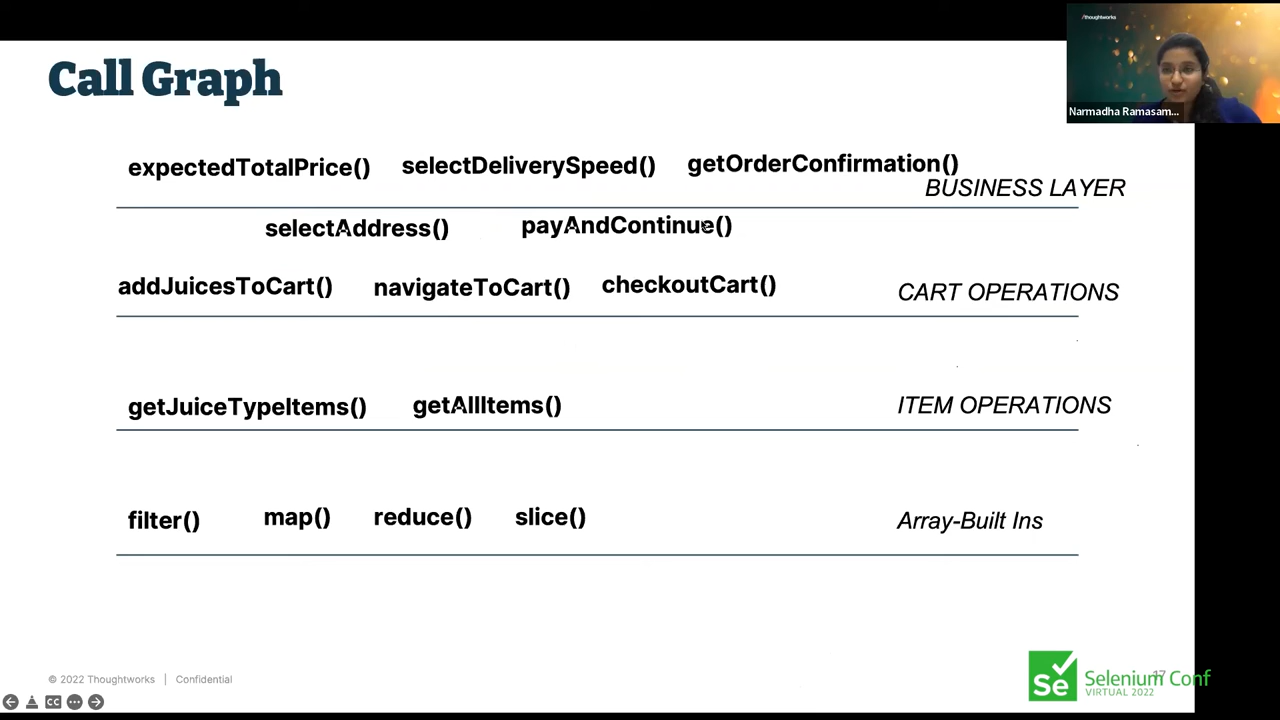 /thoughtworks
Narmadha Ramasam...
Call Graph
expectedTotalPrice() selectDeliverySpeed() getOrderConfirmation()
BUSINESS LAYER
selectAddress() payAndContinue()
addJuicesToCart() navigateToCart() checkoutCart() CART OPERATIONS
getJuiceTypeItems() getAllItems() ITEM OPERATIONS
filter() map() reduce() slice() Array-Built Ins
© 2022 Thoughtworks | Confidential
Se Selenium Conf 17
VIRTUAL 2022
CC